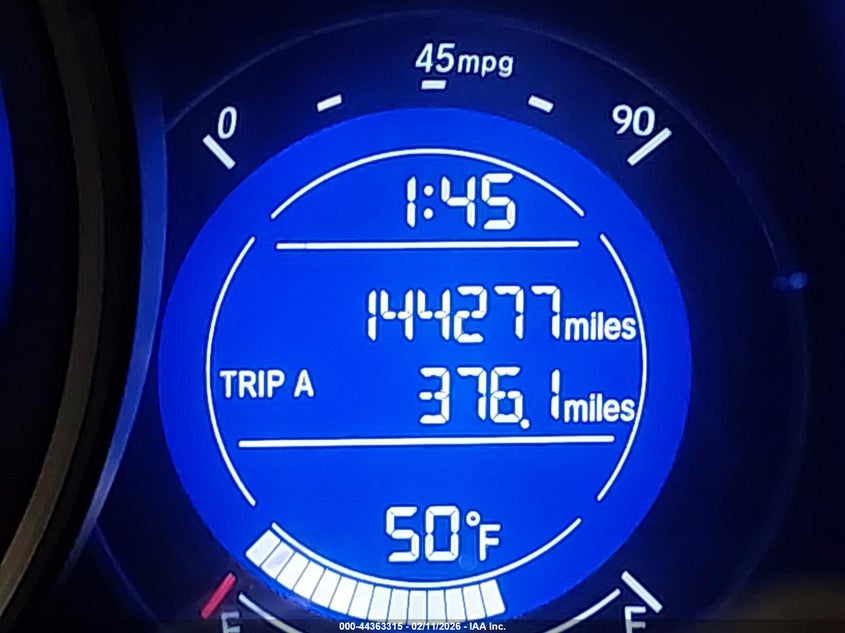 45mpg
0 90
1:45
144277miles
TRIP A 376.1miles
50°F
E F
000-44363315 - 02/11/2026 - IAA Inc.